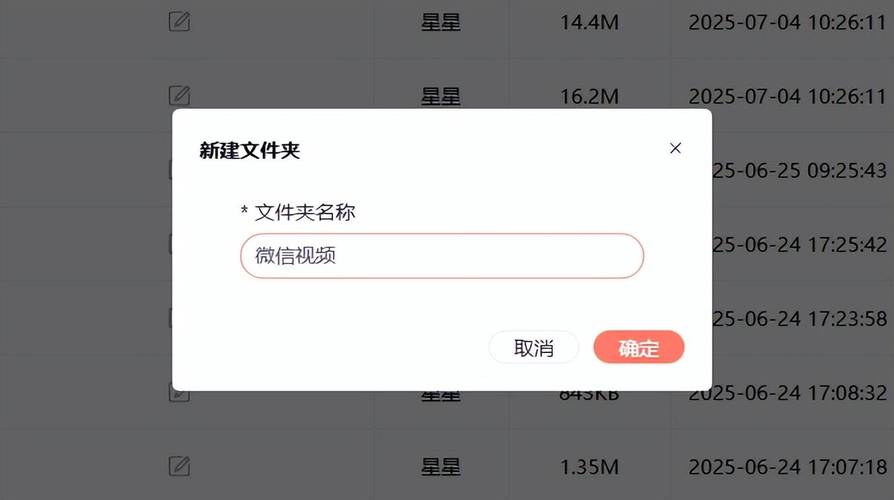 星星 14.4M 2025-07-04 10:26:11
星星 16.2M 2025-07-04 10:26:11
新建文件夹 ×
25-06-25 09:25:43
* 文件夹名称
25-06-24 17:25:42
微信视频
25-06-24 17:23:58
取消 确定
星星 843KB 2025-06-24 17:08:32
星星 1.35M 2025-06-24 17:07:18